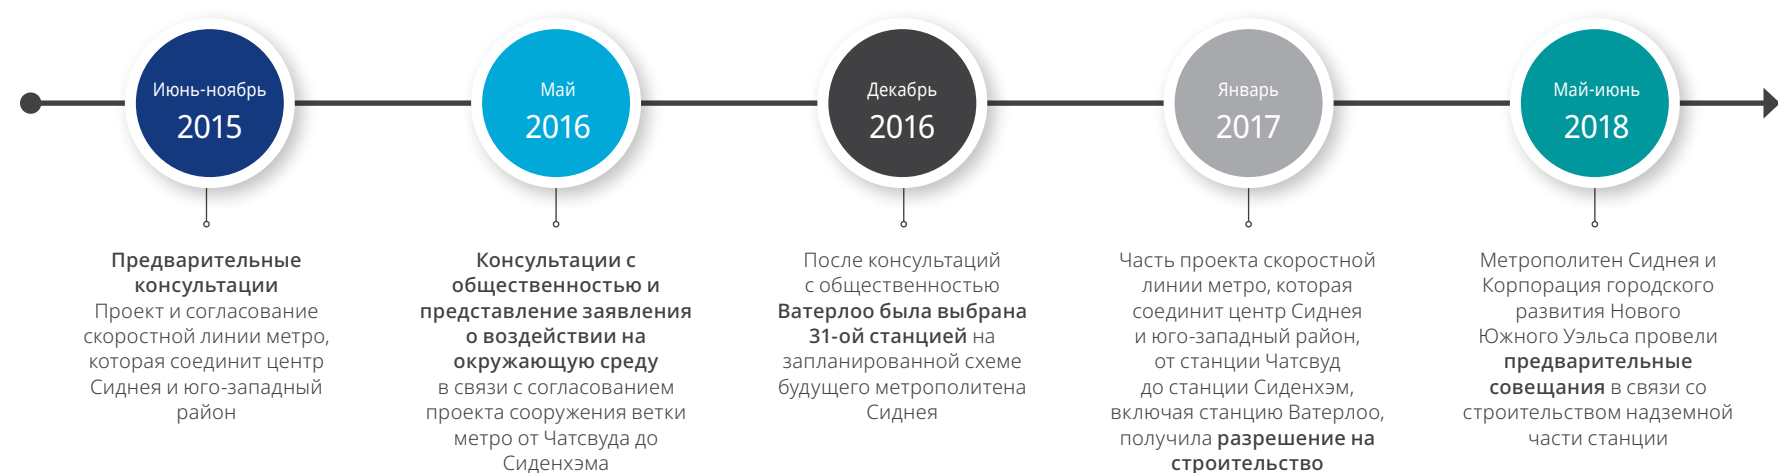 Июнь-ноябрь
2015
Предварительные
консультации
Проект и согласование
скоростной линии метро,
которая соединит центр
Сиднея и юго-западный
район
Май
2016
Консультации с
общественностью и
представление заявления
о воздействии на
окружающую среду
в связи с согласованием
проекта сооружения ветки
метро от Чатсвуда до
Сиденхэма
Декабрь
2016
После консультаций
с общественностью
Ватерлоо была выбрана
31-ой станцией на
запланированной схеме
будущего метрополитена
Сиднея
Январь
2017
Часть проекта скоростной
линии метро, которая
соединит центр Сиднея
и юго-западный район,
от станции Чатсвуд
до станции Сиденхэм,
включая станцию Ватерлоо,
получила разрешение на
строительство
Май-июнь
2018
Метрополитен Сиднея и
Корпорация городского
развития Нового
Южного Уэльса провели
предварительные
совещания в связи со
строительством надземной
части станции